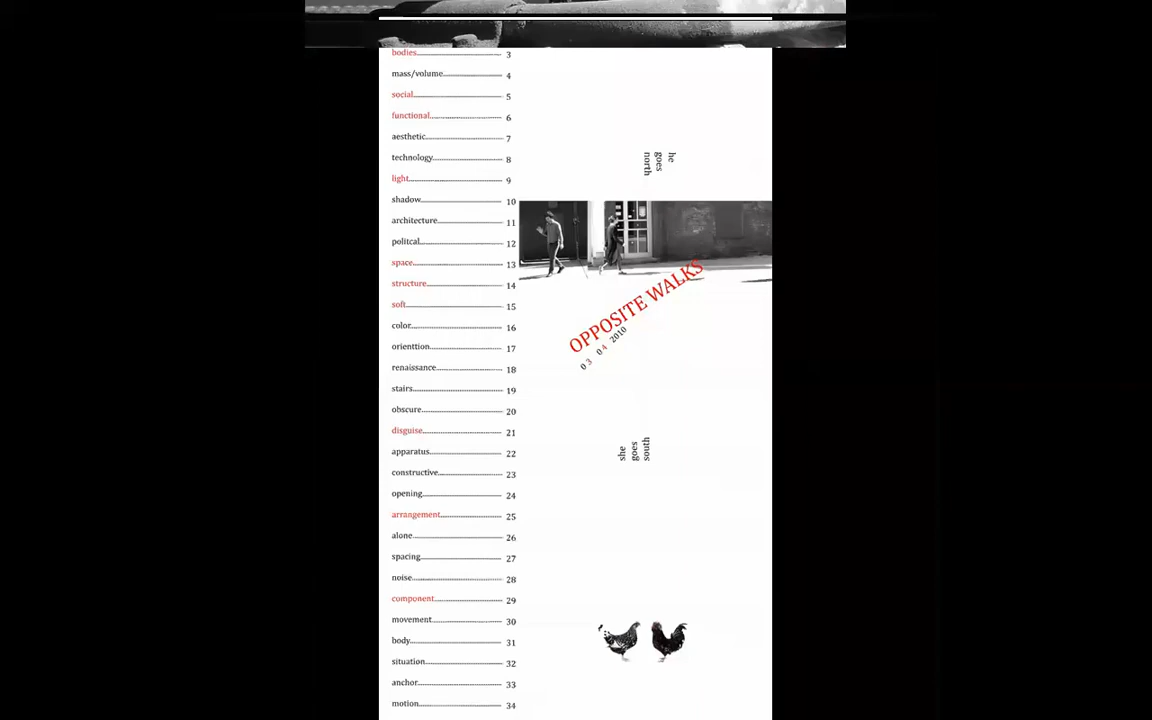 bodies 3
mass/volume 4
social 5
functional 6
aesthetic 7
technology 8
light 9
shadow 10
architecture 11
politcal 12
space 13
structure 14
soft 15
color 16
orienttion 17
renaissance 18
stairs 19
obscure 20
disguise 21
apparatus 22
constructive 23
opening 24
arrangement 25
alone 26
spacing 27
noise 28
component 29
movement 30
body 31
situation 32
anchor 33
motion 34
he
goes
north
OPPOSITE WALKS
03 04 2010
she
goes
south